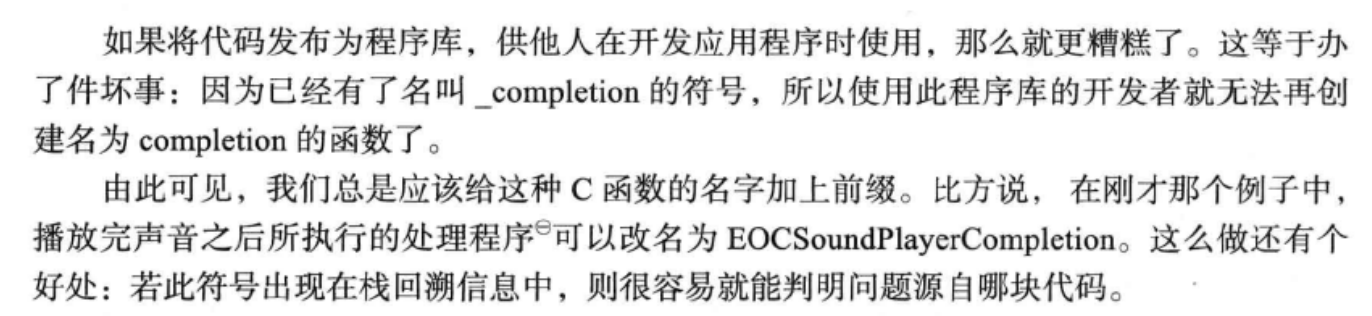 如果将代码发布为程序库，供他人在开发应用程序时使用，那么就更糟糕了。这等于办
了件坏事：因为已经有了名叫 _completion 的符号，所以使用此程序库的开发者就无法再创
建名为 completion 的函数了。
由此可见，我们总是应该给这种 C 函数的名字加上前缀。比方说， 在刚才那个例子中，
播放完声音之后所执行的处理程序㊀可以改名为 EOCSoundPlayerCompletion。这么做还有个
好处：若此符号出现在栈回溯信息中，则很容易就能判明问题源自哪块代码。